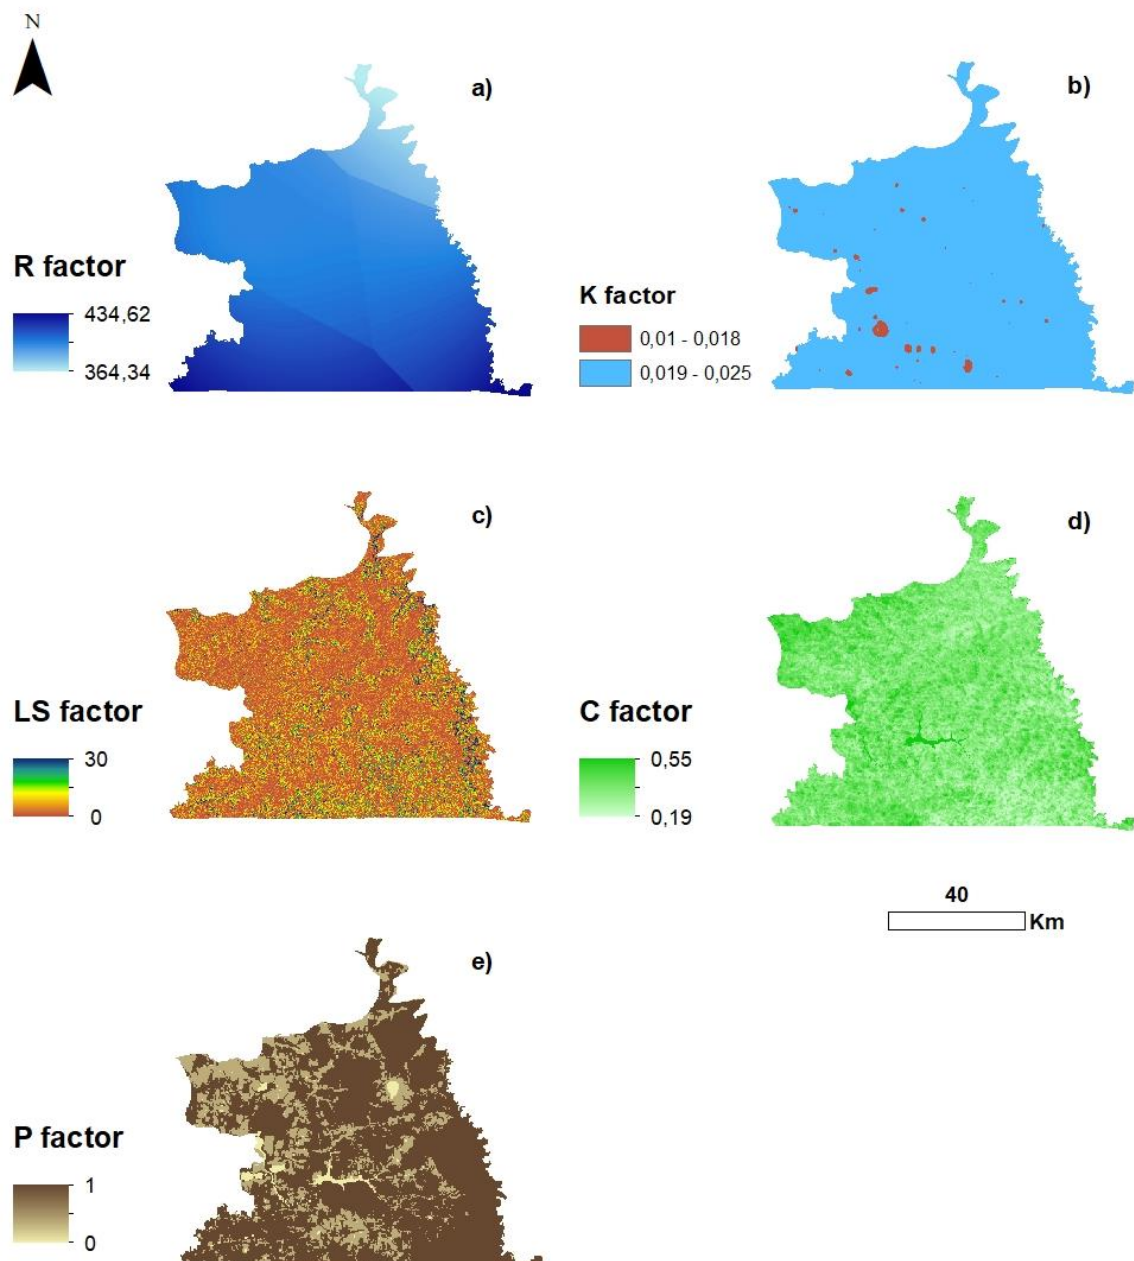 N
a)
R factor
434,62
364,34
b)
K factor
0,01 - 0,018
0,019 - 0,025
c)
LS factor
30
0
d)
C factor
0,55
0,19
40
Km
e)
P factor
1
0